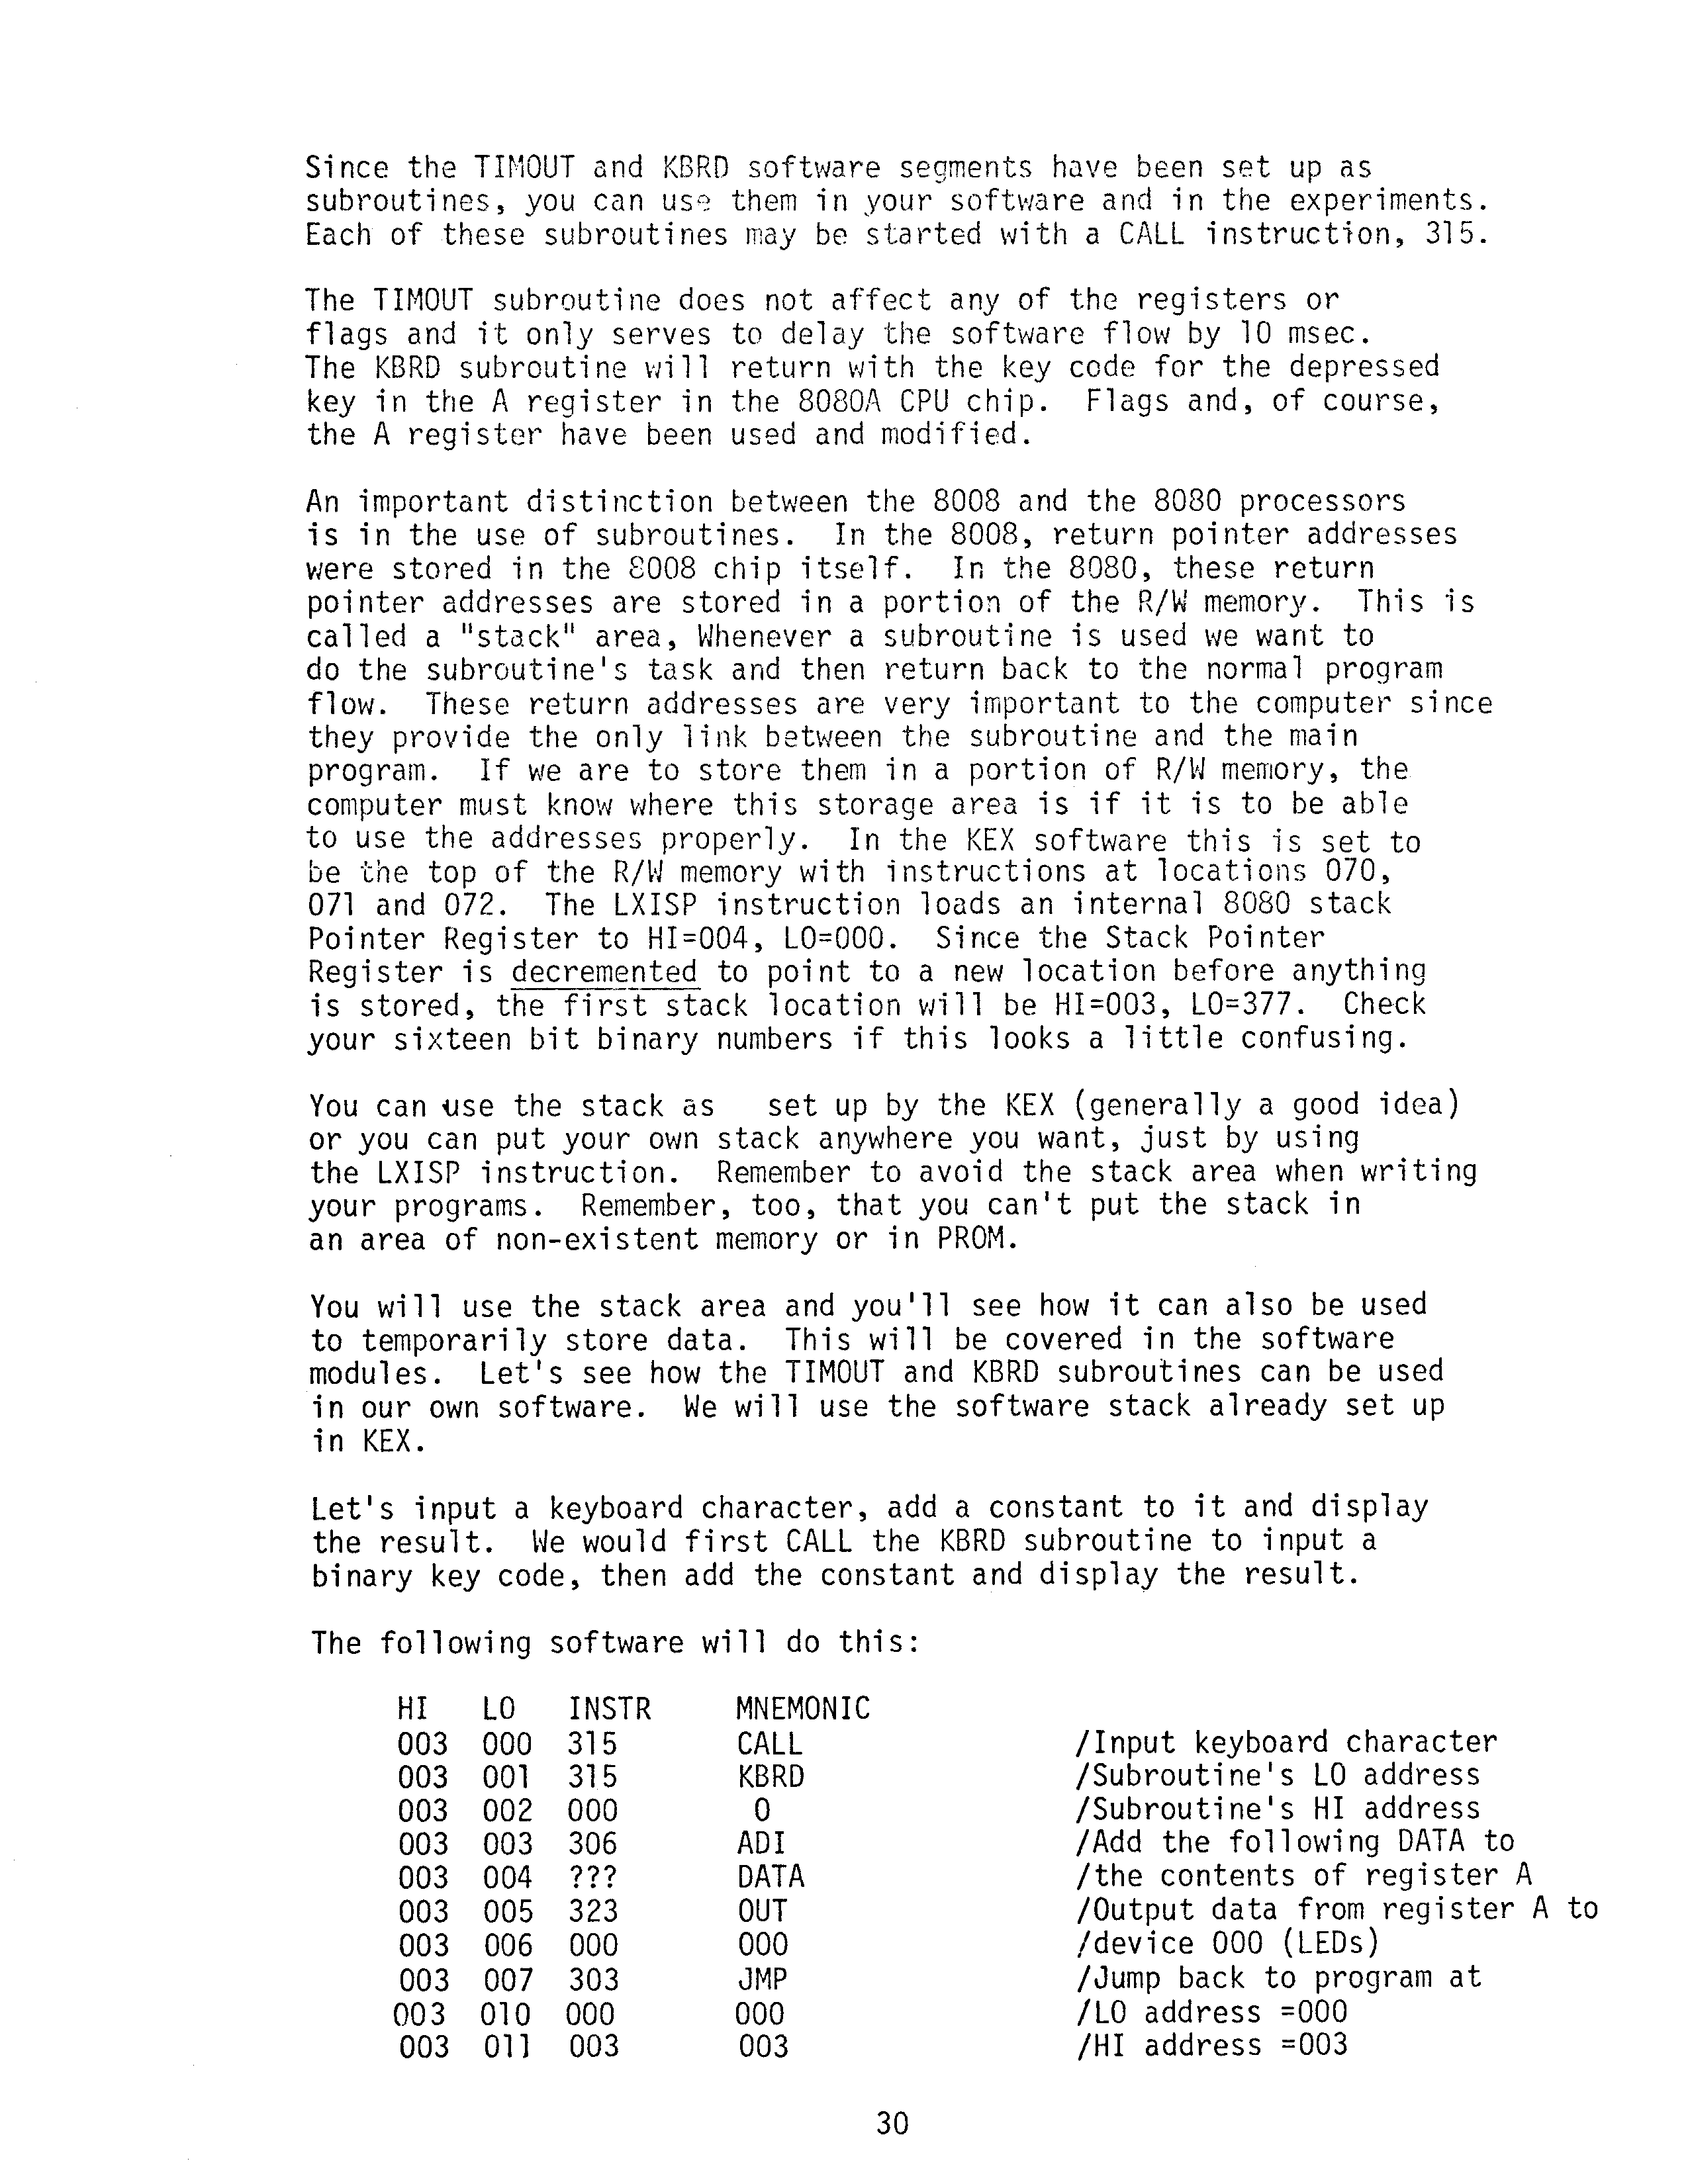 Since the TIMOUT and KBRD software segments have been set up as
subroutines, you can use them in your software and in the experiments.
Each of these subroutines may be started with a CALL instruction, 315.
The TIMOUT subroutine does not affect any of the registers or
flags and it only serves to delay the software flow by 10 msec.
The KBRD subroutine will return with the key code for the depressed
key in the A register in the 8080A CPU chip. Flags and, of course,
the A register have been used and modified.
An important distinction between the 8008 and the 8080 processors
is in the use of subroutines. In the 8008, return pointer addresses
were stored in the 8008 chip itself. In the 8080, these return
pointer addresses are stored in a portion of the R/W memory. This is
called a "stack" area, Whenever a subroutine is used we want to
do the subroutine's task and then return back to the normal program
flow. These return addresses are very important to the computer since
they provide the only link between the subroutine and the main
program. If we are to store them in a portion of R/W memory, the
computer must know where this storage area is if it is to be able
to use the addresses properly. In the KEX software this is set to
be the top of the R/W memory with instructions at locations 070,
071 and 072. The LXISP instruction loads an internal 8080 stack
Pointer Register to HI=004, LO=000. Since the Stack Pointer
Register is decremented to point to a new location before anything
is stored, the first stack location will be HI=003, LO=377. Check
your sixteen bit binary numbers if this looks a little confusing.
You can use the stack as set up by the KEX (generally a good idea)
or you can put your own stack anywhere you want, just by using
the LXISP instruction. Remember to avoid the stack area when writing
your programs. Remember, too, that you can't put the stack in
an area of non-existent memory or in PROM.
You will use the stack area and you'll see how it can also be used
to temporarily store data. This will be covered in the software
modules. Let's see how the TIMOUT and KBRD subroutines can be used
in our own software. We will use the software stack already set up
in KEX.
Let's input a keyboard character, add a constant to it and display
the result. We would first CALL the KBRD subroutine to input a
binary key code, then add the constant and display the result.
The following software will do this:
HI LO INSTR MNEMONIC
003 000 315 CALL /Input keyboard character
003 001 315 KBRD /Subroutine's LO address
003 002 000 0 /Subroutine's HI address
003 003 306 ADI /Add the following DATA to
003 004 ??? DATA /the contents of register A
003 005 323 OUT /Output data from register A to
003 006 000 000 /device 000 (LEDs)
003 007 303 JMP /Jump back to program at
003 010 000 000 /LO address =000
003 011 003 003 /HI address =003
30